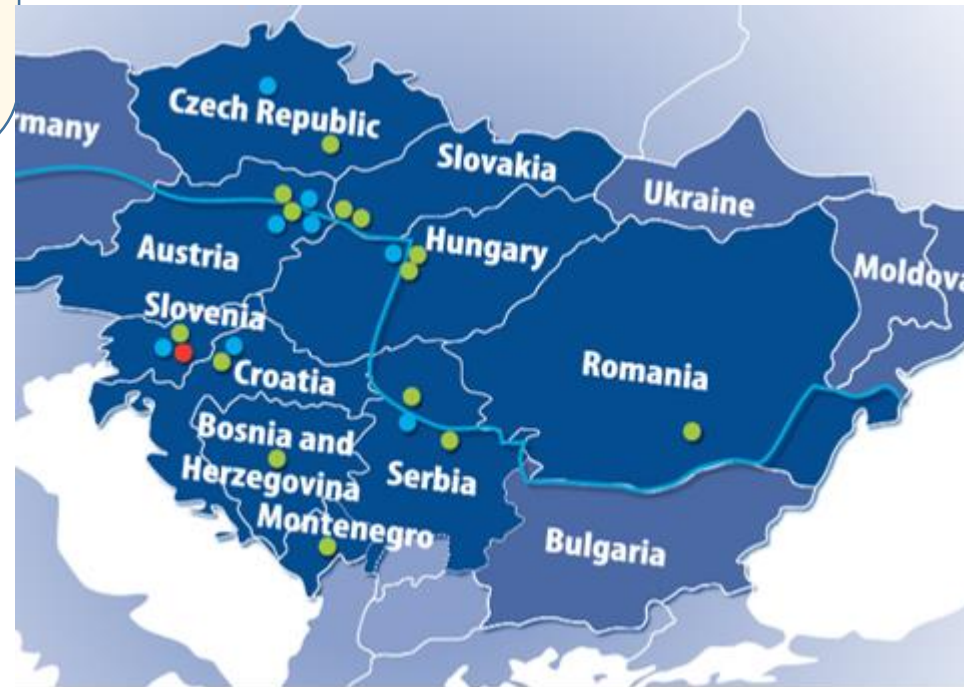 Czech Republic
rmany
Slovakia
Ukraine
Hungary
Austria
Moldova
Slovenia
Romania
Croatia
Bosnia and
Herzegovina
Serbia
Montenegro
Bulgaria